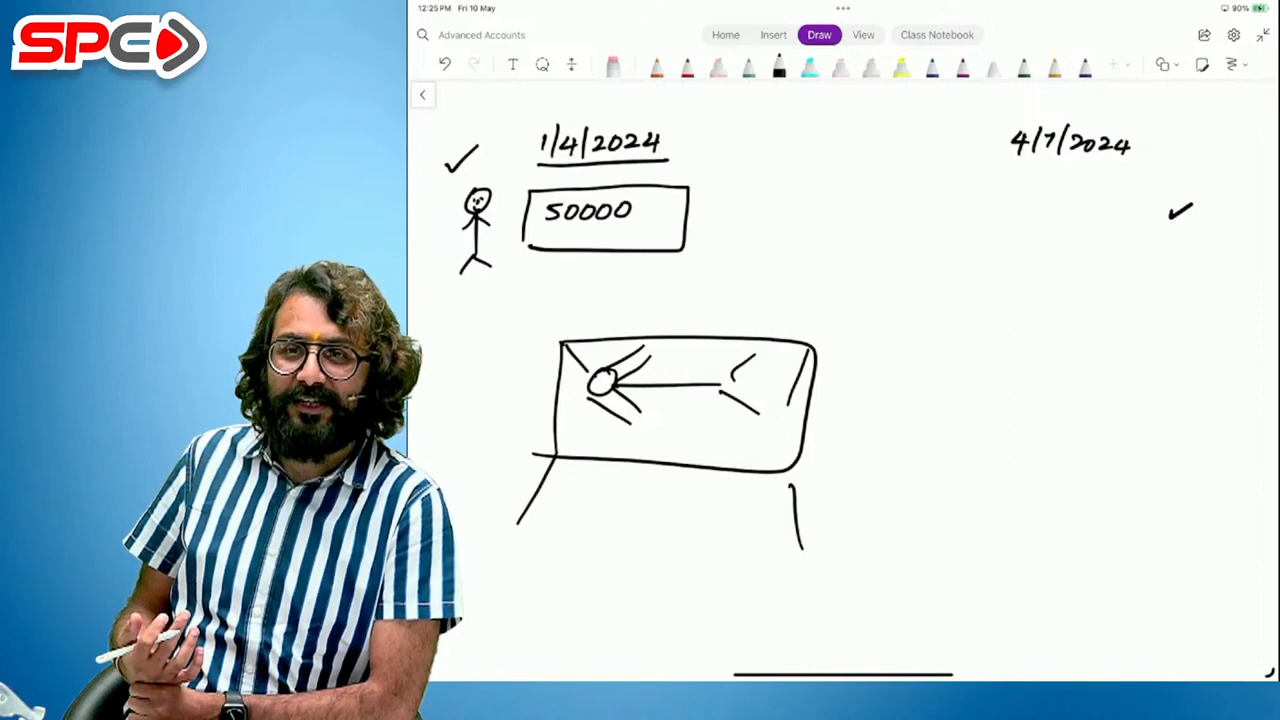 SPC
12:25 PM Fri 10 May
90%
Advanced Accounts
Home Insert Draw View Class Notebook
T
1/4/2024
4/7/2024
50000